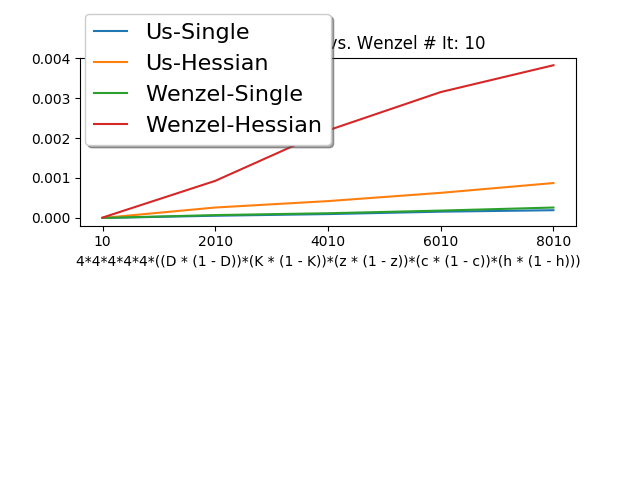 Us-Single
Us-Hessian
Wenzel-Single
Wenzel-Hessian
vs. Wenzel # It: 10
0.004
0.003
0.002
0.001
0.000
10 2010 4010 6010 8010
4*4*4*4*4*((D * (1 - D))*(K * (1 - K))*(z * (1 - z))*(c * (1 - c))*(h * (1 - h)))